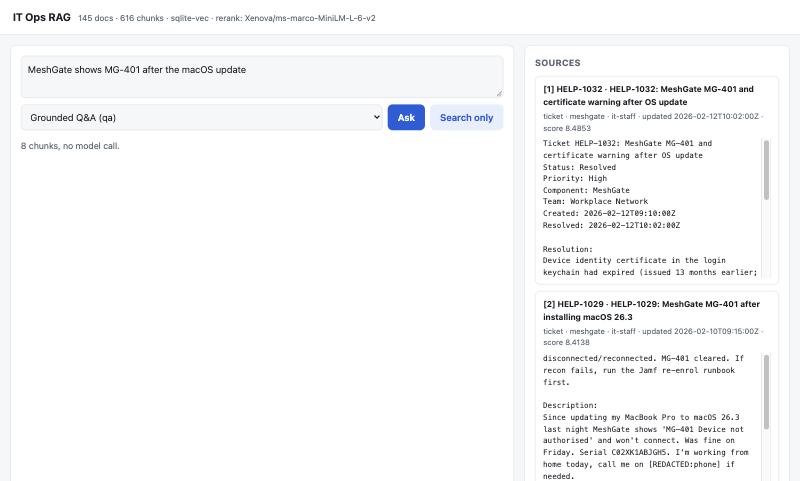 IT Ops RAG 145 docs · 616 chunks · sqlite-vec · rerank: Xenova/ms-marco-MiniLM-L-6-v2
MeshGate shows MG-401 after the macOS update
Grounded Q&A (qa)
Ask
Search only
8 chunks, no model call.
SOURCES
[1] HELP-1032 · HELP-1032: MeshGate MG-401 and
certificate warning after OS update
ticket · meshgate · it-staff · updated 2026-02-12T10:02:00Z ·
score 8.4853
Ticket HELP-1032: MeshGate MG-401 and
certificate warning after OS update
Status: Resolved
Priority: High
Component: MeshGate
Team: Workplace Network
Created: 2026-02-12T09:10:00Z
Resolved: 2026-02-12T10:02:00Z
Resolution:
Device identity certificate in the login
keychain had expired (issued 13 months earlier;
[2] HELP-1029 · HELP-1029: MeshGate MG-401 after
installing macOS 26.3
ticket · meshgate · it-staff · updated 2026-02-10T09:15:00Z ·
score 8.4138
disconnected/reconnected. MG-401 cleared. If
recon fails, run the Jamf re-enrol runbook
first.
Description:
Since updating my MacBook Pro to macOS 26.3
last night MeshGate shows 'MG-401 Device not
authorised' and won't connect. Was fine on
Friday. Serial C02XK1ABJGH5. I'm working from
home today, call me on [REDACTED:phone] if
needed.